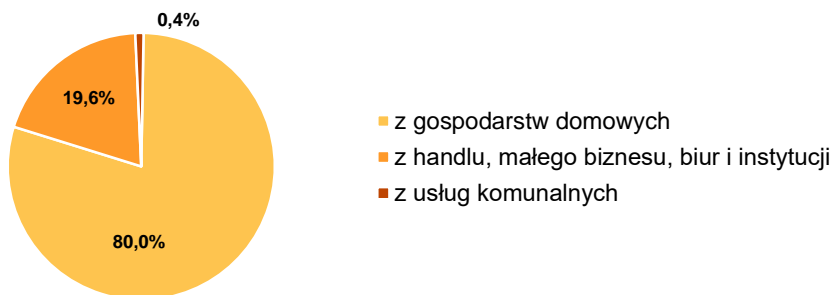 0,4%
19,6%
80,0%
z gospodarstw domowych
z handlu, małego biznesu, biur i instytucji
z usług komunalnych